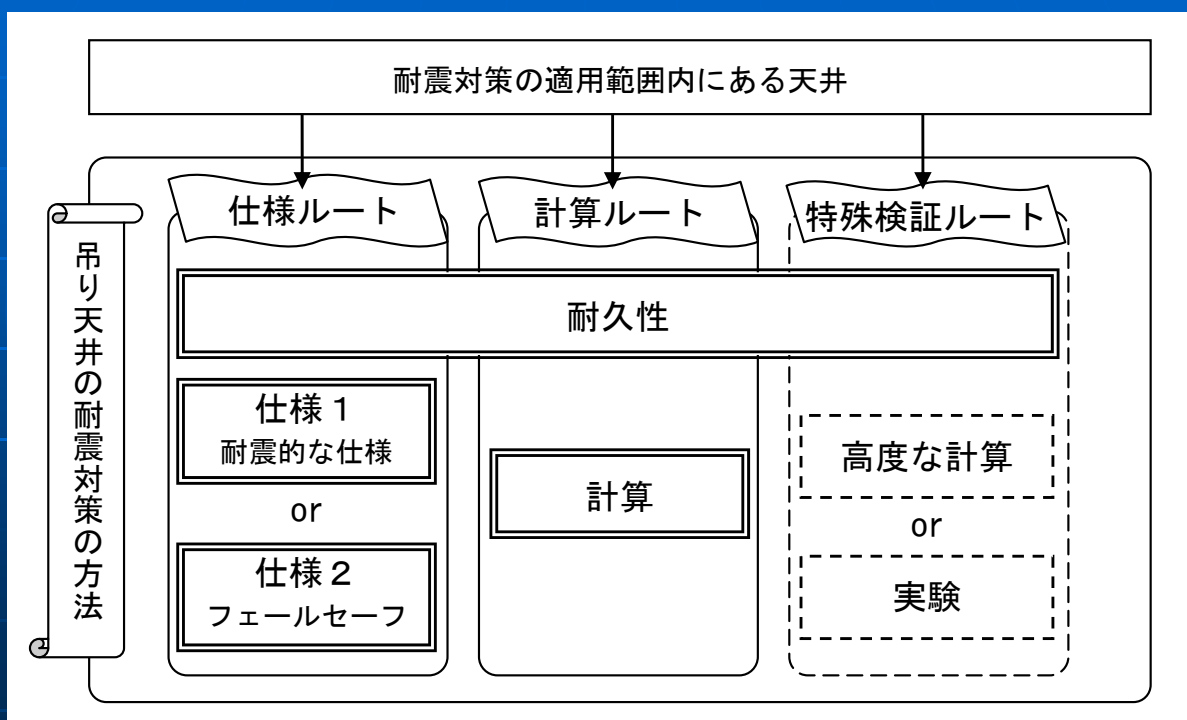 耐震対策の適用範囲内にある天井
吊り天井の耐震対策の方法
仕様ルート
計算ルート
特殊検証ルート
耐久性
仕様１
耐震的な仕様
or
仕様２
フェールセーフ
計算
高度な計算
or
実験